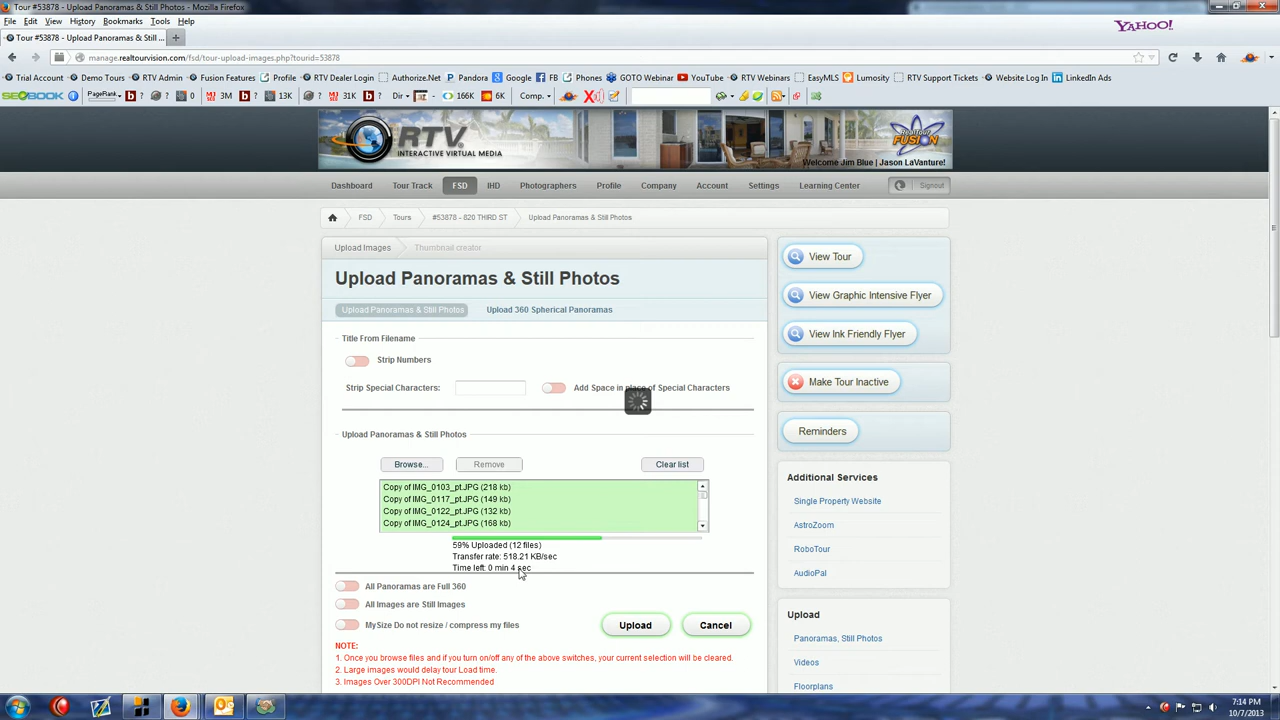 Tour #53878 - Upload Panoramas & Still Photos - Mozilla Firefox
File Edit View History Bookmarks Tools Help
YAHOO!
Tour #53878 - Upload Panoramas & Still ... +
manage.realtourvision.com/fsd/tour-upload-images.php?tourid=53878
Trial Account Demo Tours RTV Admin Fusion Features Profile RTV Dealer Login Authorize.Net Pandora Google FB Phones GOTO Webinar YouTube RTV Webinars EasyMLS Lumosity RTV Support Tickets Website Log In LinkedIn Ads
SEOBOOK PageRank b ? ? 0 3M b ? 13K ? 31K b ? Dir 166K 6K Comp.
RTV
INTERACTIVE VIRTUAL MEDIA
REALTOUR FUSION
Welcome Jim Blue | Jason LaVanture!
Dashboard Tour Track FSD IHD Photographers Profile Company Account Settings Learning Center Signout
FSD Tours #53878 - 820 THIRD ST Upload Panoramas & Still Photos
Upload Images Thumbnail creator
Upload Panoramas & Still Photos
Upload Panoramas & Still Photos Upload 360 Spherical Panoramas
Title From Filename
Strip Numbers
Strip Special Characters: Add Space in place of Special Characters
Upload Panoramas & Still Photos
Browse... Remove Clear list
Copy of IMG_0103_pt.JPG (218 kb)
Copy of IMG_0117_pt.JPG (149 kb)
Copy of IMG_0122_pt.JPG (132 kb)
Copy of IMG_0124_pt.JPG (168 kb)
59% Uploaded (12 files)
Transfer rate: 518.21 KB/sec
Time left: 0 min 4 sec
All Panoramas are Full 360
All Images are Still Images
MySize Do not resize / compress my files
Upload Cancel
NOTE:
1. Once you browse files and if you turn on/off any of the above switches, your current selection will be cleared.
2. Large images would delay tour Load time.
3. Images Over 300DPI Not Recommended
View Tour
View Graphic Intensive Flyer
View Ink Friendly Flyer
Make Tour Inactive
Reminders
Additional Services
Single Property Website
AstroZoom
RoboTour
AudioPal
Upload
Panoramas, Still Photos
Videos
Floorplans
7:14 PM
10/7/2013